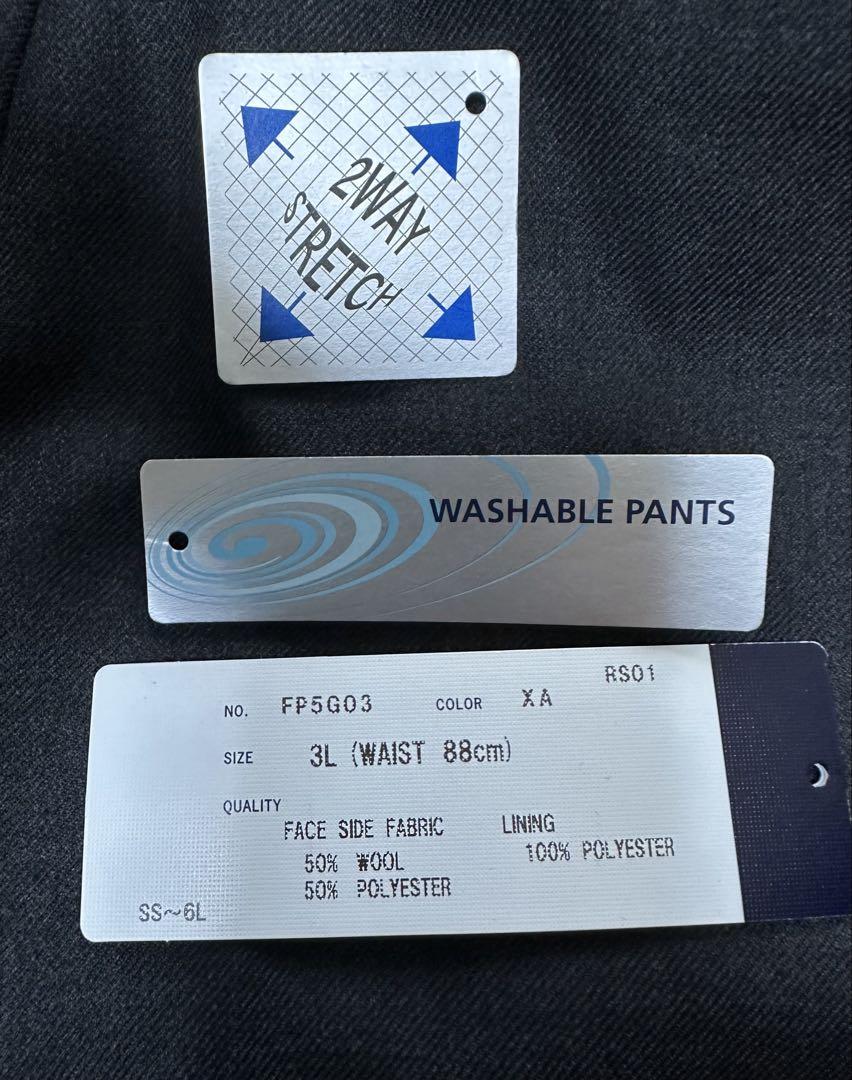 2WAY
STRETCH
WASHABLE PANTS
RS01
NO. FP5G03 COLOR XA
SIZE 3L (WAIST 88cm)
QUALITY
FACE SIDE FABRIC LINING
50% WOOL 100% POLYESTER
50% POLYESTER
SS~6L